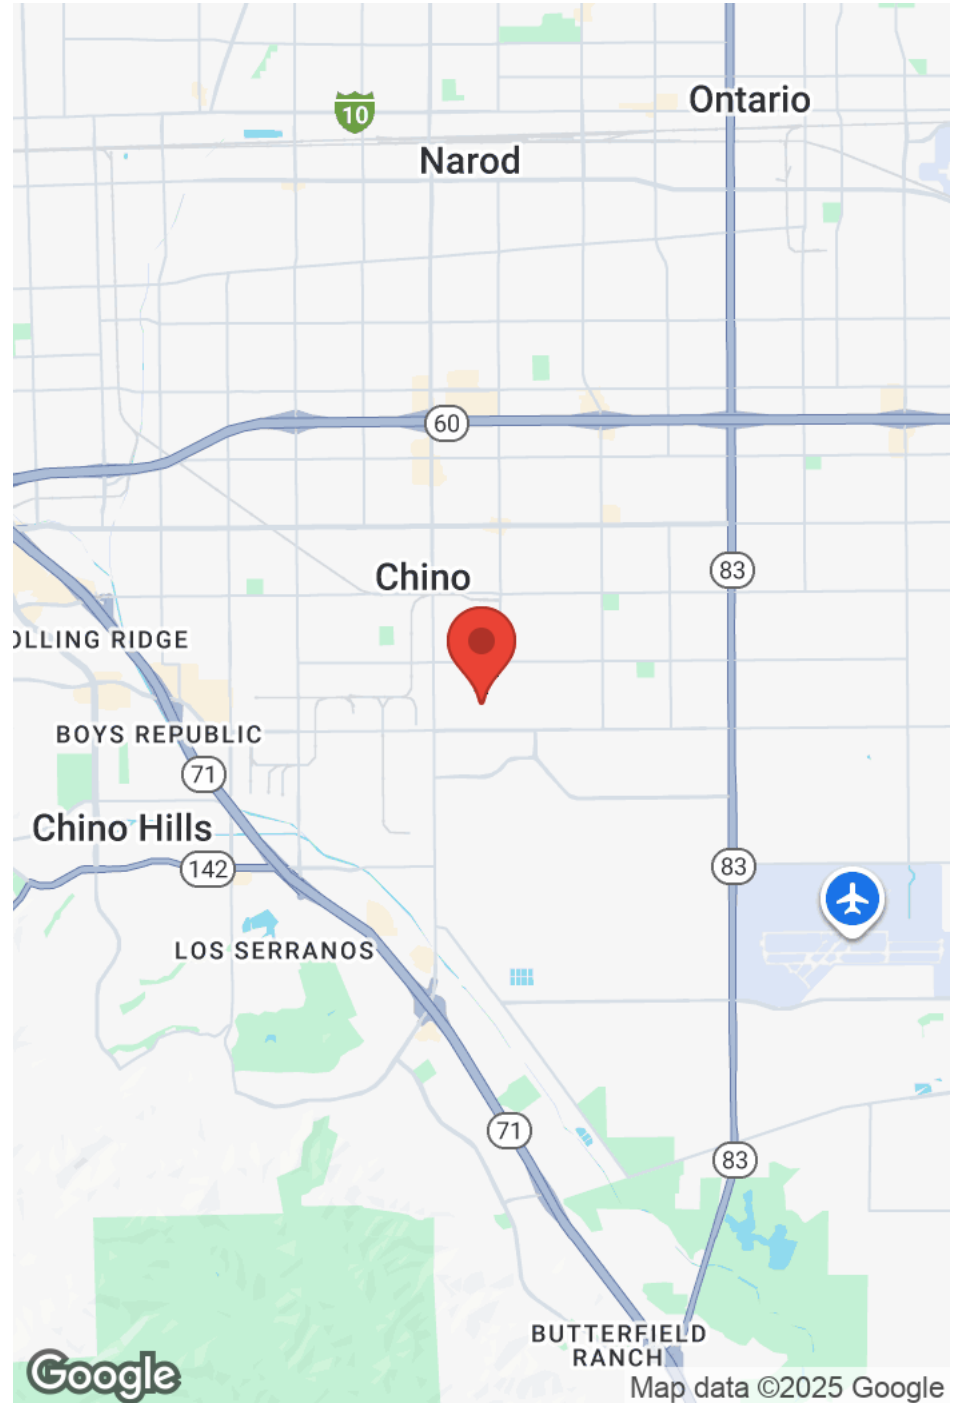 Ontario
10
Narod
60
Chino
83
OLLING RIDGE
BOYS REPUBLIC
71
Chino Hills
142
83
LOS SERRANOS
71
83
BUTTERFIELD
RANCH
Google
Map data ©2025 Google